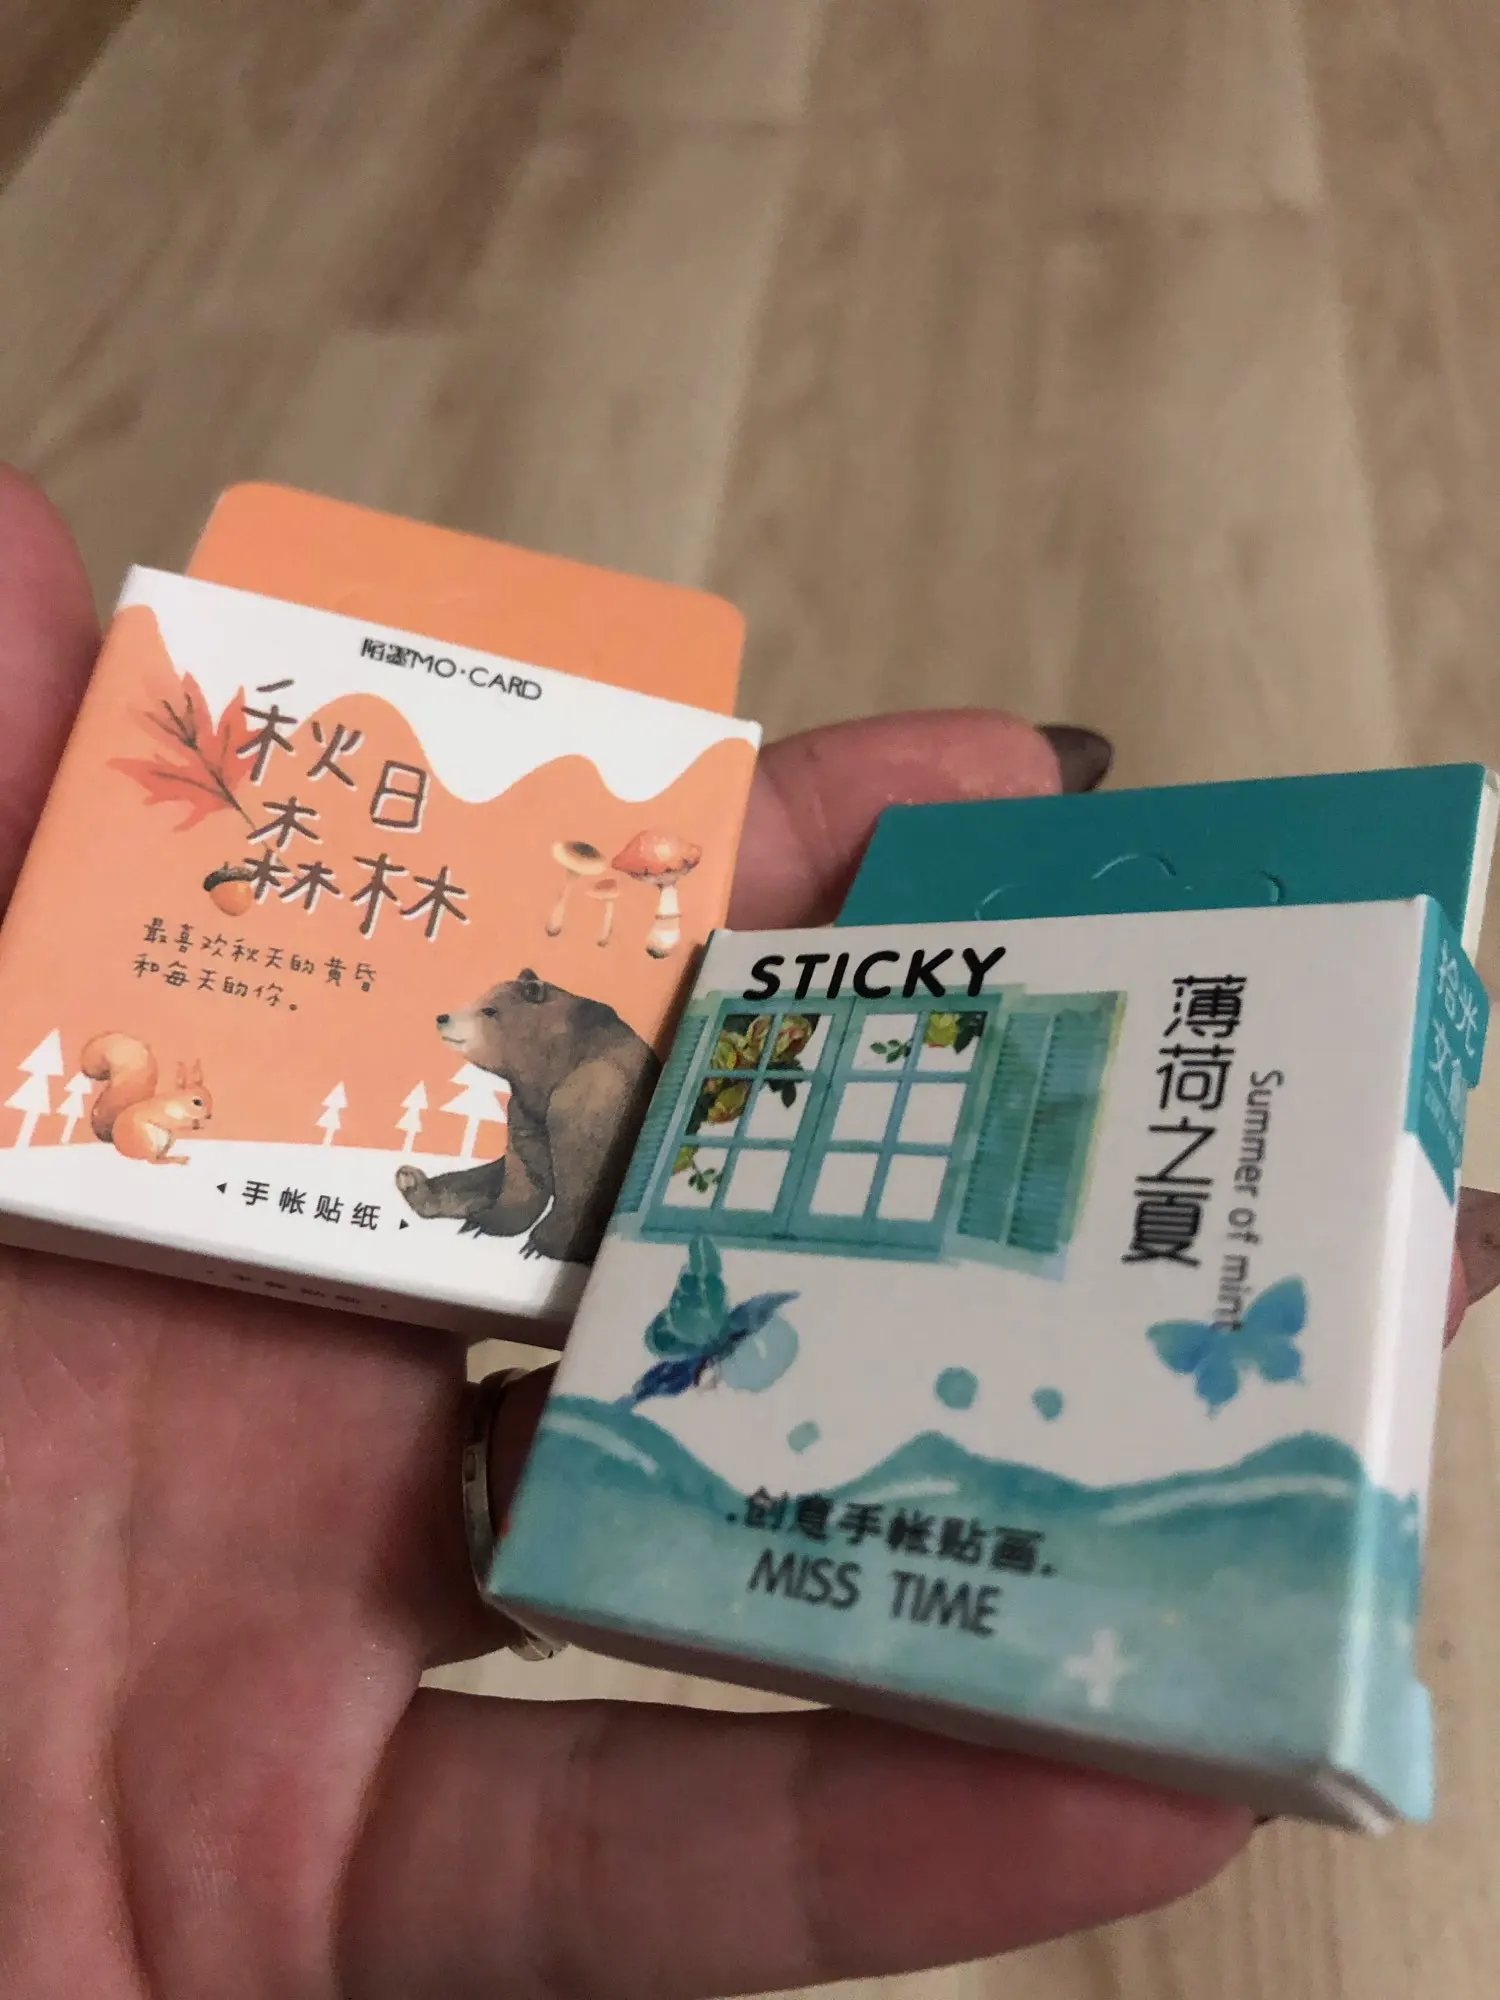 陌墨MO·CARD
秋日
森林
最喜欢秋天的黄昏
和每天的你。
手帐贴纸
STICKY
薄荷之夏
Summer of mint
.创意手帐贴画.
MISS TIME
拾光